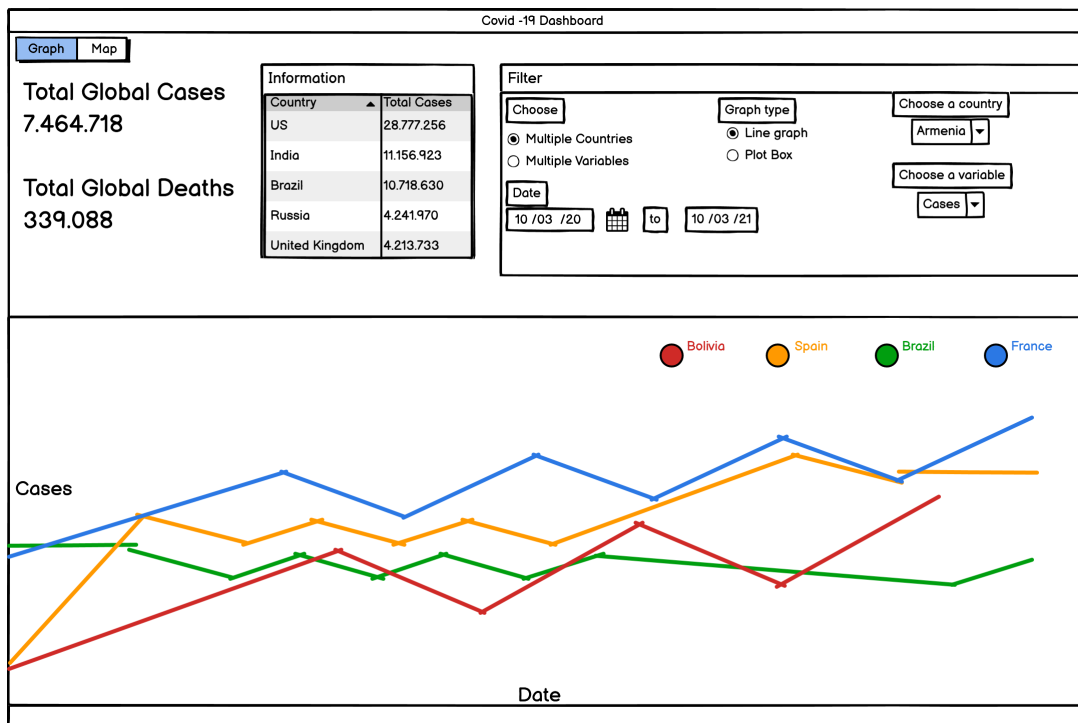 Covid -19 Dashboard
Graph Map
Total Global Cases
7.464.718
Total Global Deaths
339.088
Information
Country Total Cases
US 28.777.256
India 11.156.923
Brazil 10.718.630
Russia 4.241.970
United Kingdom 4.213.733
Filter
Choose
Multiple Countries
Multiple Variables
Graph type
Line graph
Plot Box
Choose a country
Armenia
Choose a variable
Cases
Date
10 /03 /20 to 10 /03 /21
Bolivia Spain Brazil France
Cases
Date